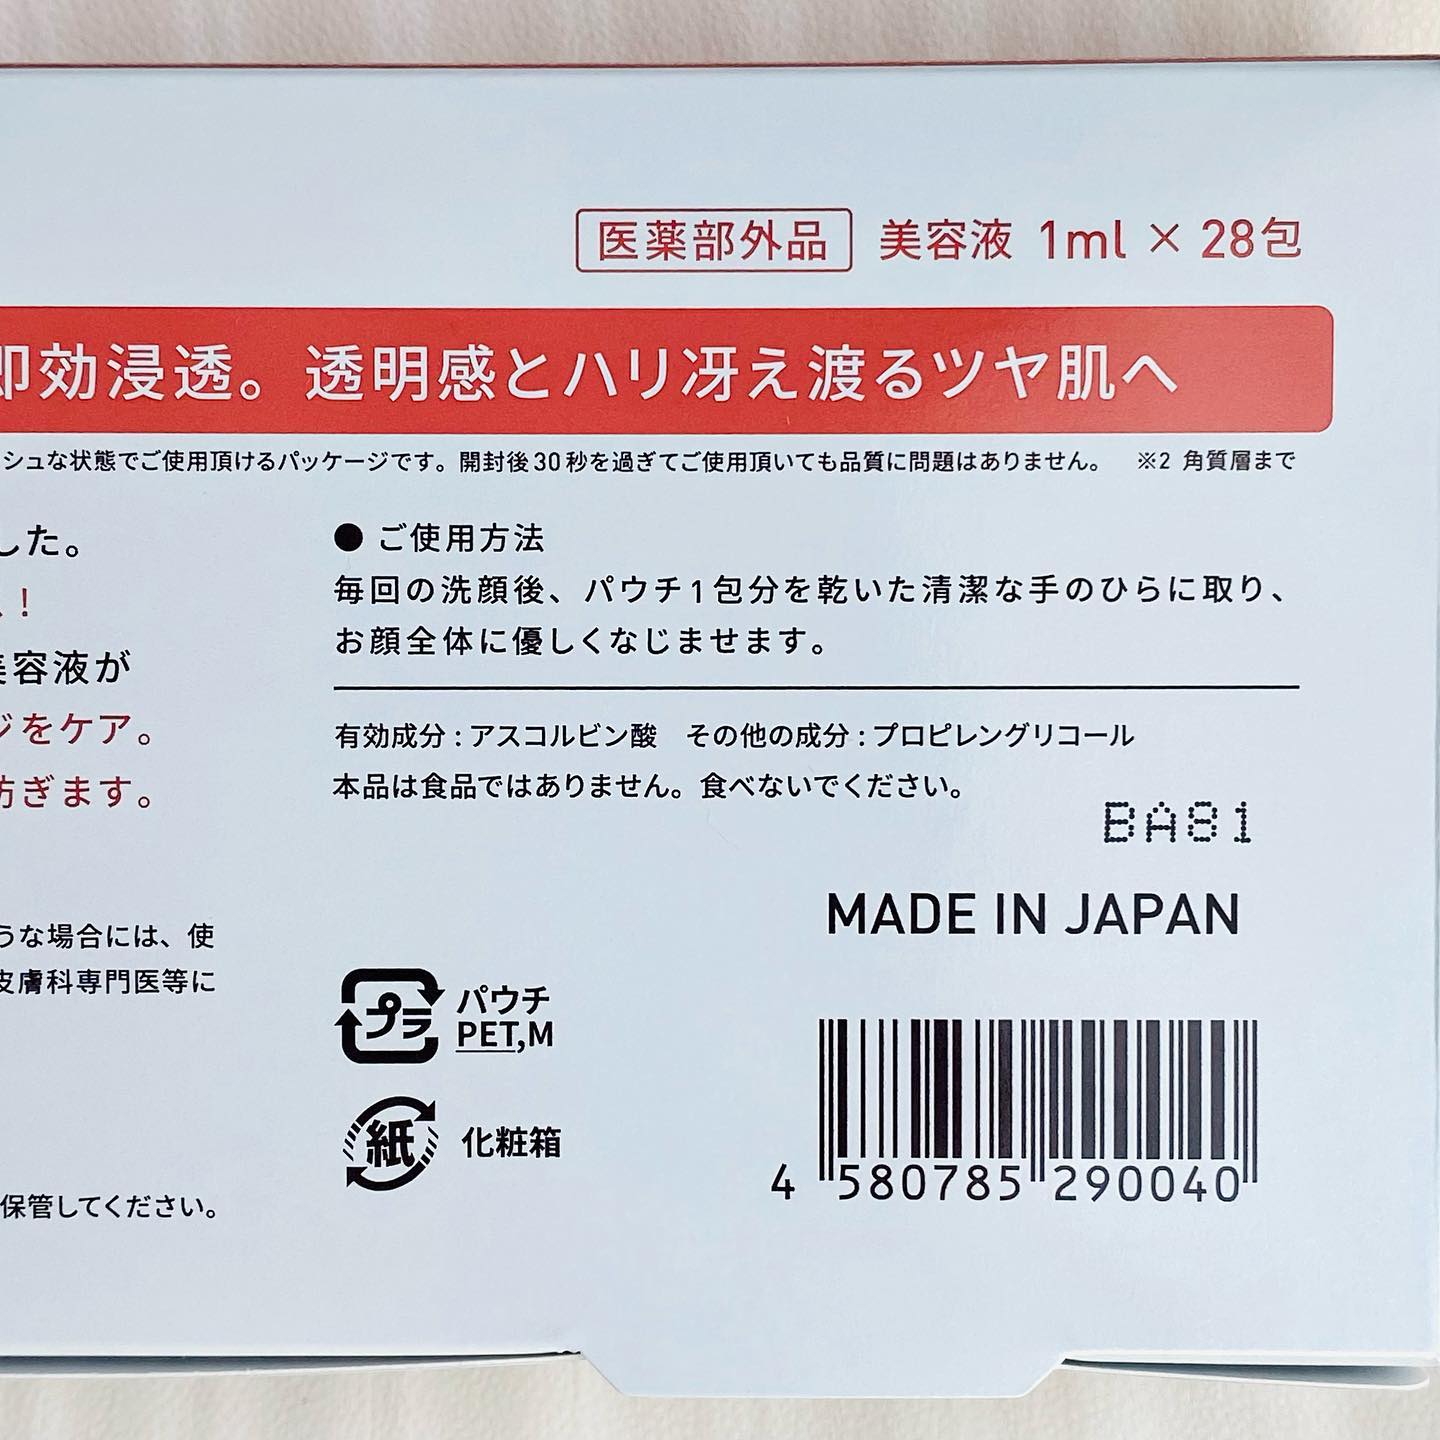 医薬部外品 美容液 1ml × 28包
即効浸透。透明感とハリ冴え渡るツヤ肌へ
シュな状態でご使用頂けるパッケージです。開封後30秒を過ぎてご使用頂いても品質に問題はありません。 ※2 角質層まで
した。
！
美容液が
ジをケア。
防ぎます。
うな場合には、使
皮膚科専門医等に
保管してください。
● ご使用方法
毎回の洗顔後、パウチ1包分を乾いた清潔な手のひらに取り、
お顔全体に優しくなじませます。
有効成分：アスコルビン酸 その他の成分：プロピレングリコール
本品は食品ではありません。食べないでください。
BA81
MADE IN JAPAN
プラ パウチ
PET,M
紙 化粧箱
4 580785 290040